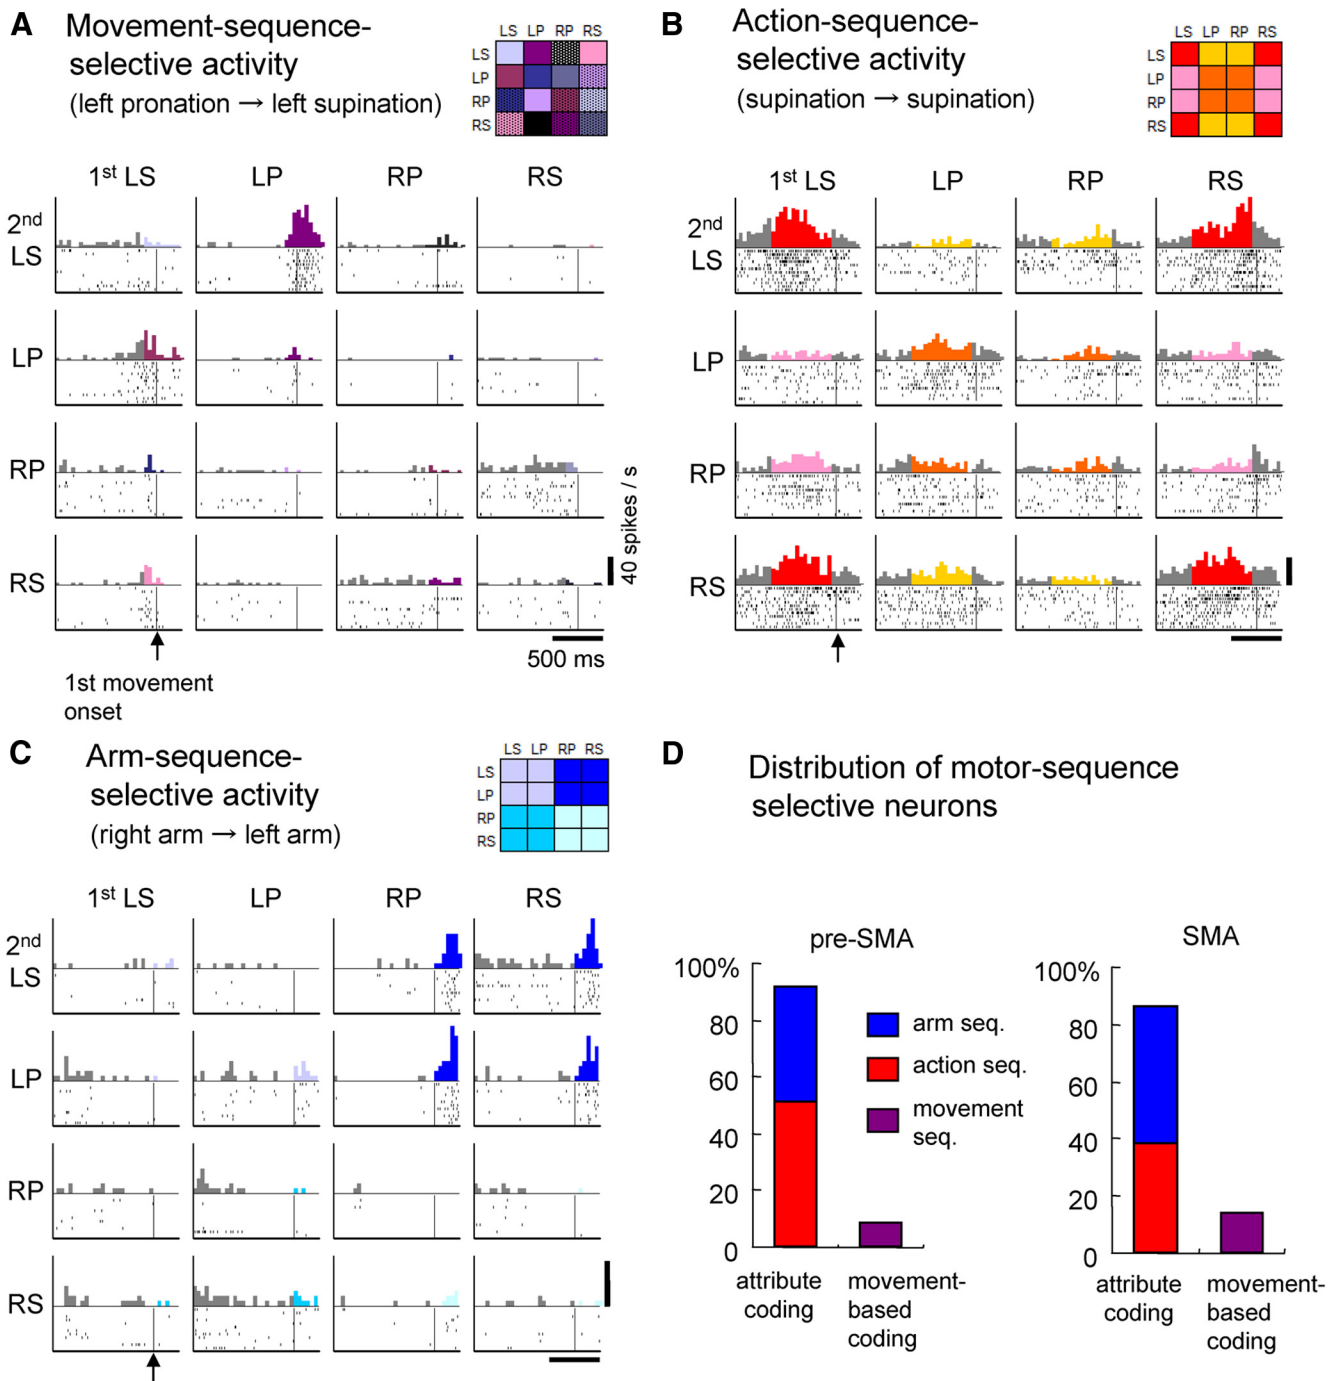 A
Movement-sequence-
selective activity
(left pronation → left supination)
LS LP RP RS
LS
LP
RP
RS
1st LS LP RP RS
2nd
LS
LP
RP
RS
40 spikes / s
500 ms
1st movement
onset
B
Action-sequence-
selective activity
(supination → supination)
LS LP RP RS
LS
LP
RP
RS
1st LS LP RP RS
2nd
LS
LP
RP
RS
C
Arm-sequence-
selective activity
(right arm → left arm)
LS LP RP RS
LS
LP
RP
RS
1st LS LP RP RS
2nd
LS
LP
RP
RS
D
Distribution of motor-sequence
selective neurons
pre-SMA
100%
80
60
40
20
0
attribute
coding
movement-
based
coding
arm seq.
action seq.
movement
seq.
SMA
100%
80
60
40
20
0
attribute
coding
movement-
based
coding